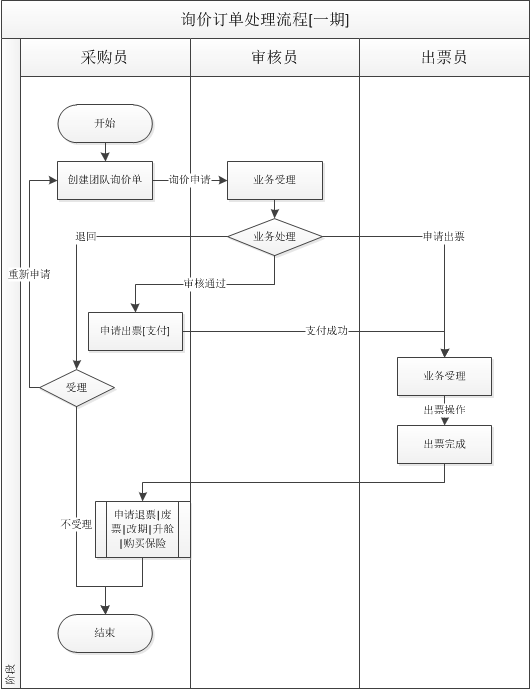 询价订单处理流程[一期]
采购员
审核员
出票员
开始
创建团队询价单
询价申请
业务受理
退回
业务处理
申请出票
重新申请
审核通过
申请出票[支付]
支付成功
受理
业务受理
出票操作
出票完成
不受理
申请退票|废
票|改期|升舱
|购买保险
结束
阶段